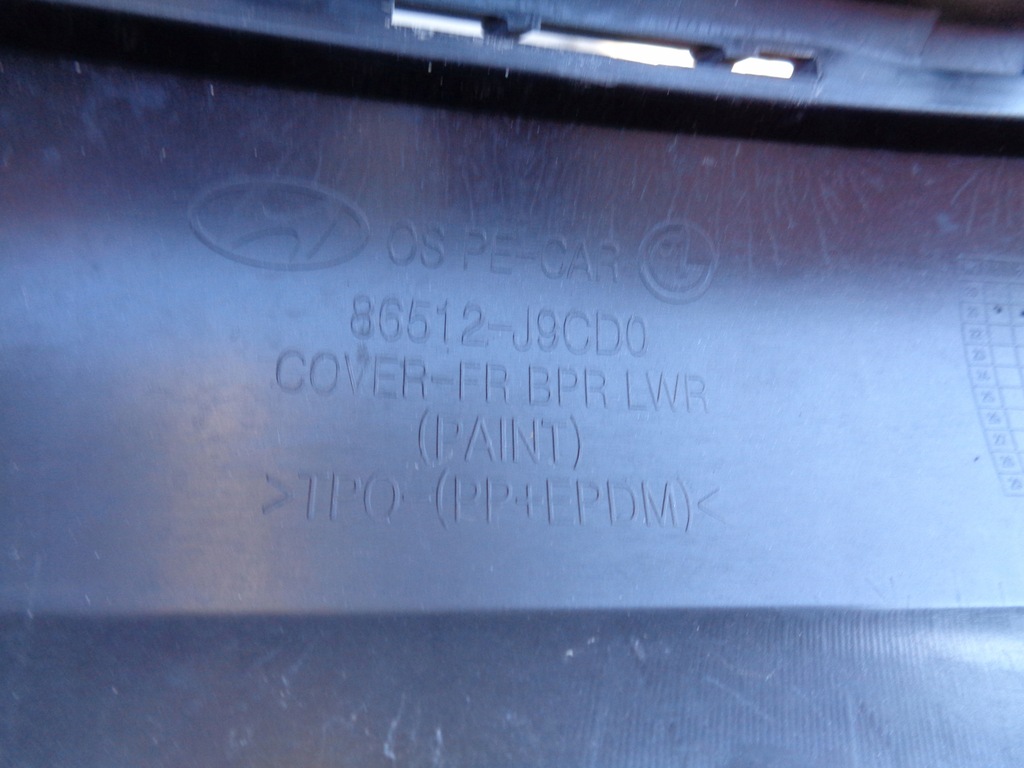 OS PE-CAR
86512-J9CD0
COVER-FR BPR LWR
(PAINT)
>TPO-(PP+EPDM)<